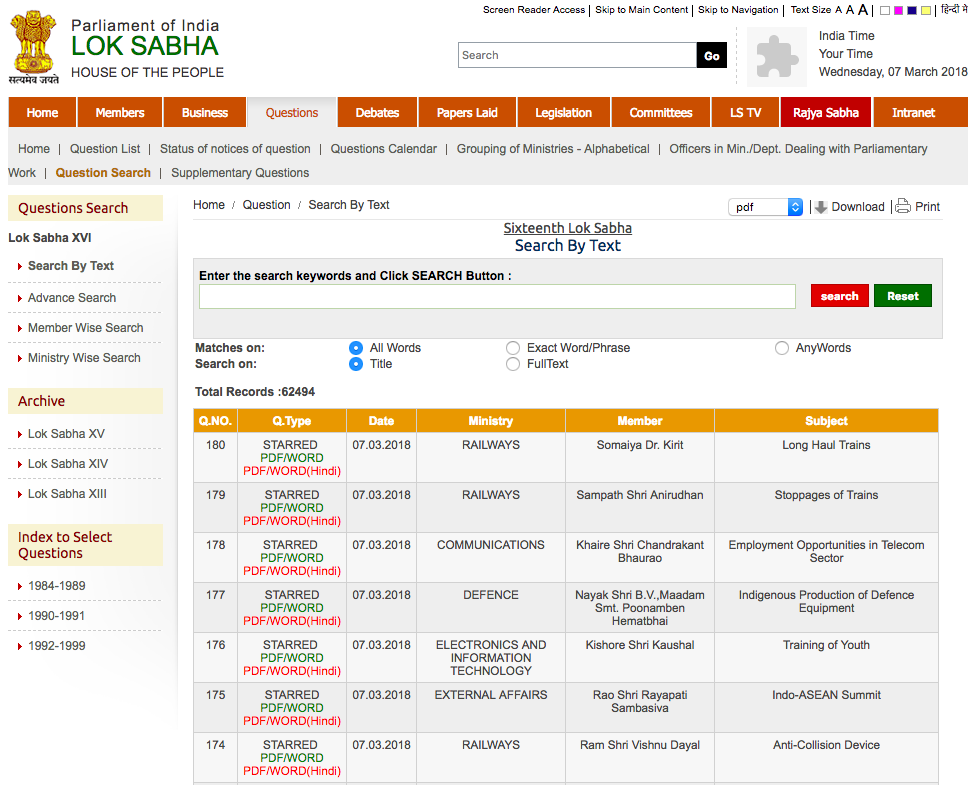 Screen Reader Access | Skip to Main Content | Skip to Navigation | Text Size A A A | | हिन्दी मे
सत्यमेव जयते
Parliament of India
LOK SABHA
HOUSE OF THE PEOPLE
Search Go
India Time
Your Time
Wednesday, 07 March 2018
Home Members Business Questions Debates Papers Laid Legislation Committees LS TV Rajya Sabha Intranet
Home | Question List | Status of notices of question | Questions Calendar | Grouping of Ministries - Alphabetical | Officers in Min./Dept. Dealing with Parliamentary
Work | Question Search | Supplementary Questions
Questions Search
Lok Sabha XVI
Search By Text
Advance Search
Member Wise Search
Ministry Wise Search
Archive
Lok Sabha XV
Lok Sabha XIV
Lok Sabha XIII
Index to Select
Questions
1984-1989
1990-1991
1992-1999
Home / Question / Search By Text
pdf | Download | Print
Sixteenth Lok Sabha
Search By Text
Enter the search keywords and Click SEARCH Button :
search Reset
Matches on: All Words Exact Word/Phrase AnyWords
Search on: Title FullText
Total Records :62494
Q.NO. Q.Type Date Ministry Member Subject
180 STARRED 07.03.2018 RAILWAYS Somaiya Dr. Kirit Long Haul Trains
PDF/WORD
PDF/WORD(Hindi)
179 STARRED 07.03.2018 RAILWAYS Sampath Shri Anirudhan Stoppages of Trains
PDF/WORD
PDF/WORD(Hindi)
178 STARRED 07.03.2018 COMMUNICATIONS Khaire Shri Chandrakant Employment Opportunities in Telecom
PDF/WORD Bhaurao Sector
PDF/WORD(Hindi)
177 STARRED 07.03.2018 DEFENCE Nayak Shri B.V.,Maadam Indigenous Production of Defence
PDF/WORD Smt. Poonamben Equipment
PDF/WORD(Hindi) Hematbhai
176 STARRED 07.03.2018 ELECTRONICS AND Kishore Shri Kaushal Training of Youth
PDF/WORD INFORMATION
PDF/WORD(Hindi) TECHNOLOGY
175 STARRED 07.03.2018 EXTERNAL AFFAIRS Rao Shri Rayapati Indo-ASEAN Summit
PDF/WORD Sambasiva
PDF/WORD(Hindi)
174 STARRED 07.03.2018 RAILWAYS Ram Shri Vishnu Dayal Anti-Collision Device
PDF/WORD
PDF/WORD(Hindi)